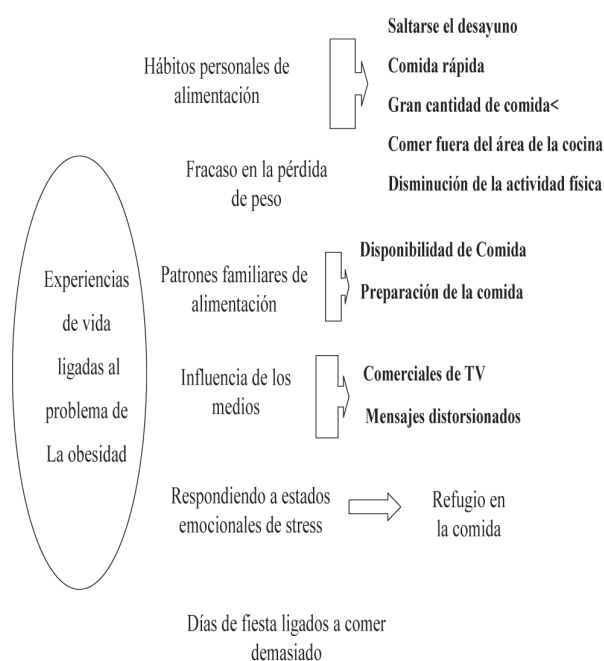 Experiencias
de vida
ligadas al
problema de
La obesidad
Hábitos personales de
alimentación
Saltarse el desayuno
Comida rápida
Gran cantidad de comida<
Comer fuera del área de la cocina
Disminución de la actividad física
Fracaso en la pérdida
de peso
Patrones familiares de
alimentación
Disponibilidad de Comida
Preparación de la comida
Influencia de los
medios
Comerciales de TV
Mensajes distorsionados
Respondiendo a estados
emocionales de stress
Refugio en
la comida
Días de fiesta ligados a comer
demasiado